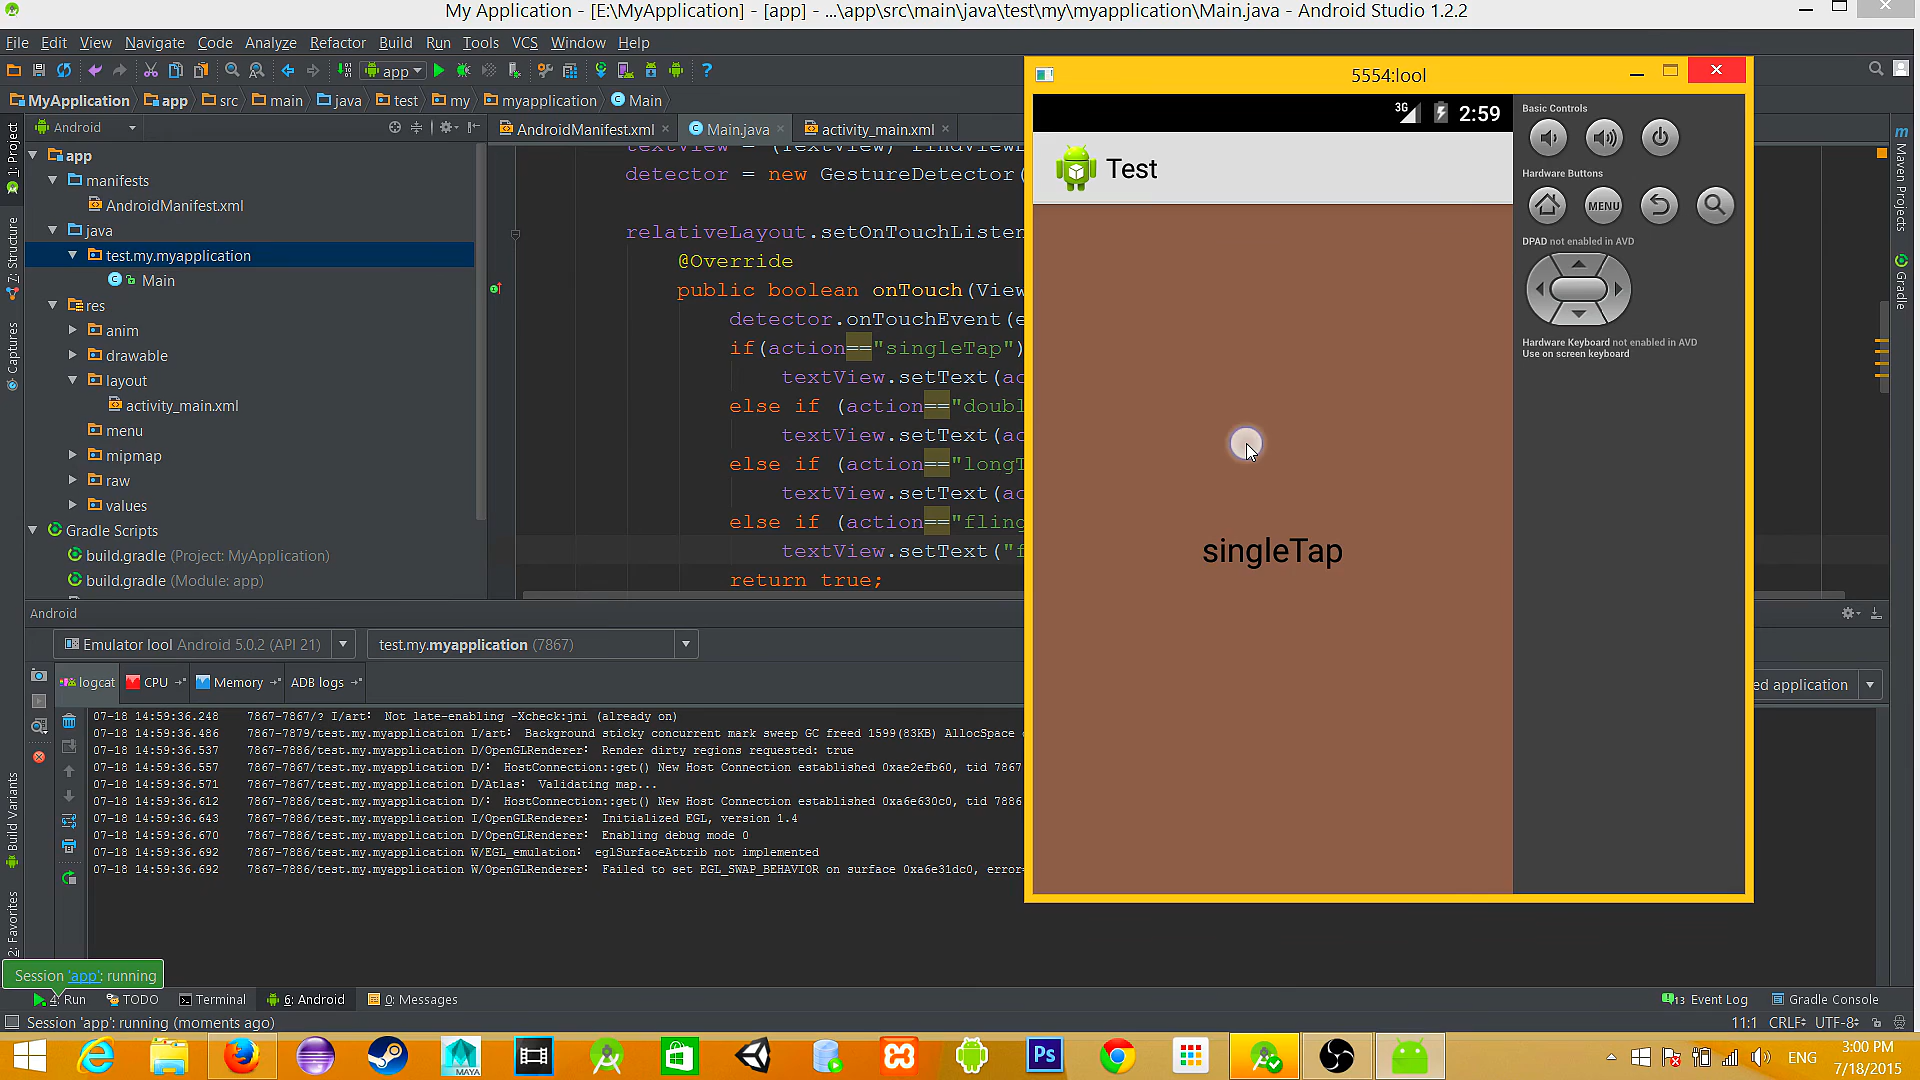 My Application - [E:\MyApplication] - [app] - ...\app\src\main\java\test\my\myapplication\Main.java - Android Studio 1.2.2
File Edit View Navigate Code Analyze Refactor Build Run Tools VCS Window Help
app
MyApplication app src main java test my myapplication Main
Android
AndroidManifest.xml Main.java activity_main.xml
1: Project
7: Structure
Captures
Build Variants
2: Favorites
app
manifests
AndroidManifest.xml
java
test.my.myapplication
Main
res
anim
drawable
layout
activity_main.xml
menu
mipmap
raw
values
Gradle Scripts
build.gradle (Project: MyApplication)
build.gradle (Module: app)
detector = new GestureDetector(
relativeLayout.setOnTouchListen
@Override
public boolean onTouch(View
detector.onTouchEvent(e
if(action=="singleTap")
textView.setText(ac
else if (action=="doubl
textView.setText(ac
else if (action=="longT
textView.setText(ac
else if (action=="fling
textView.setText("f
return true;
5554:lool
3G 2:59
Test
singleTap
Basic Controls
Hardware Buttons
MENU
DPAD not enabled in AVD
Hardware Keyboard not enabled in AVD
Use on screen keyboard
m Maven Projects
Gradle
Android
Emulator lool Android 5.0.2 (API 21) test.my.myapplication (7867)
logcat CPU Memory ADB logs
ed application
07-18 14:59:36.248 7867-7867/? I/art: Not late-enabling -Xcheck:jni (already on)
07-18 14:59:36.486 7867-7879/test.my.myapplication I/art: Background sticky concurrent mark sweep GC freed 1599(83KB) AllocSpace
07-18 14:59:36.537 7867-7886/test.my.myapplication D/OpenGLRenderer: Render dirty regions requested: true
07-18 14:59:36.557 7867-7867/test.my.myapplication D/: HostConnection::get() New Host Connection established 0xae2efb60, tid 7867
07-18 14:59:36.571 7867-7867/test.my.myapplication D/Atlas: Validating map...
07-18 14:59:36.612 7867-7886/test.my.myapplication D/: HostConnection::get() New Host Connection established 0xa6e630c0, tid 7886
07-18 14:59:36.643 7867-7886/test.my.myapplication I/OpenGLRenderer: Initialized EGL, version 1.4
07-18 14:59:36.670 7867-7886/test.my.myapplication D/OpenGLRenderer: Enabling debug mode 0
07-18 14:59:36.692 7867-7886/test.my.myapplication W/EGL_emulation: eglSurfaceAttrib not implemented
07-18 14:59:36.692 7867-7886/test.my.myapplication W/OpenGLRenderer: Failed to set EGL_SWAP_BEHAVIOR on surface 0xa6e31dc0, error=
Session 'app': running
4: Run TODO Terminal 6: Android 0: Messages 13 Event Log Gradle Console
Session 'app': running (moments ago) 11:1 CRLF UTF-8
MAYA
Ps
ENG
3:00 PM
7/18/2015